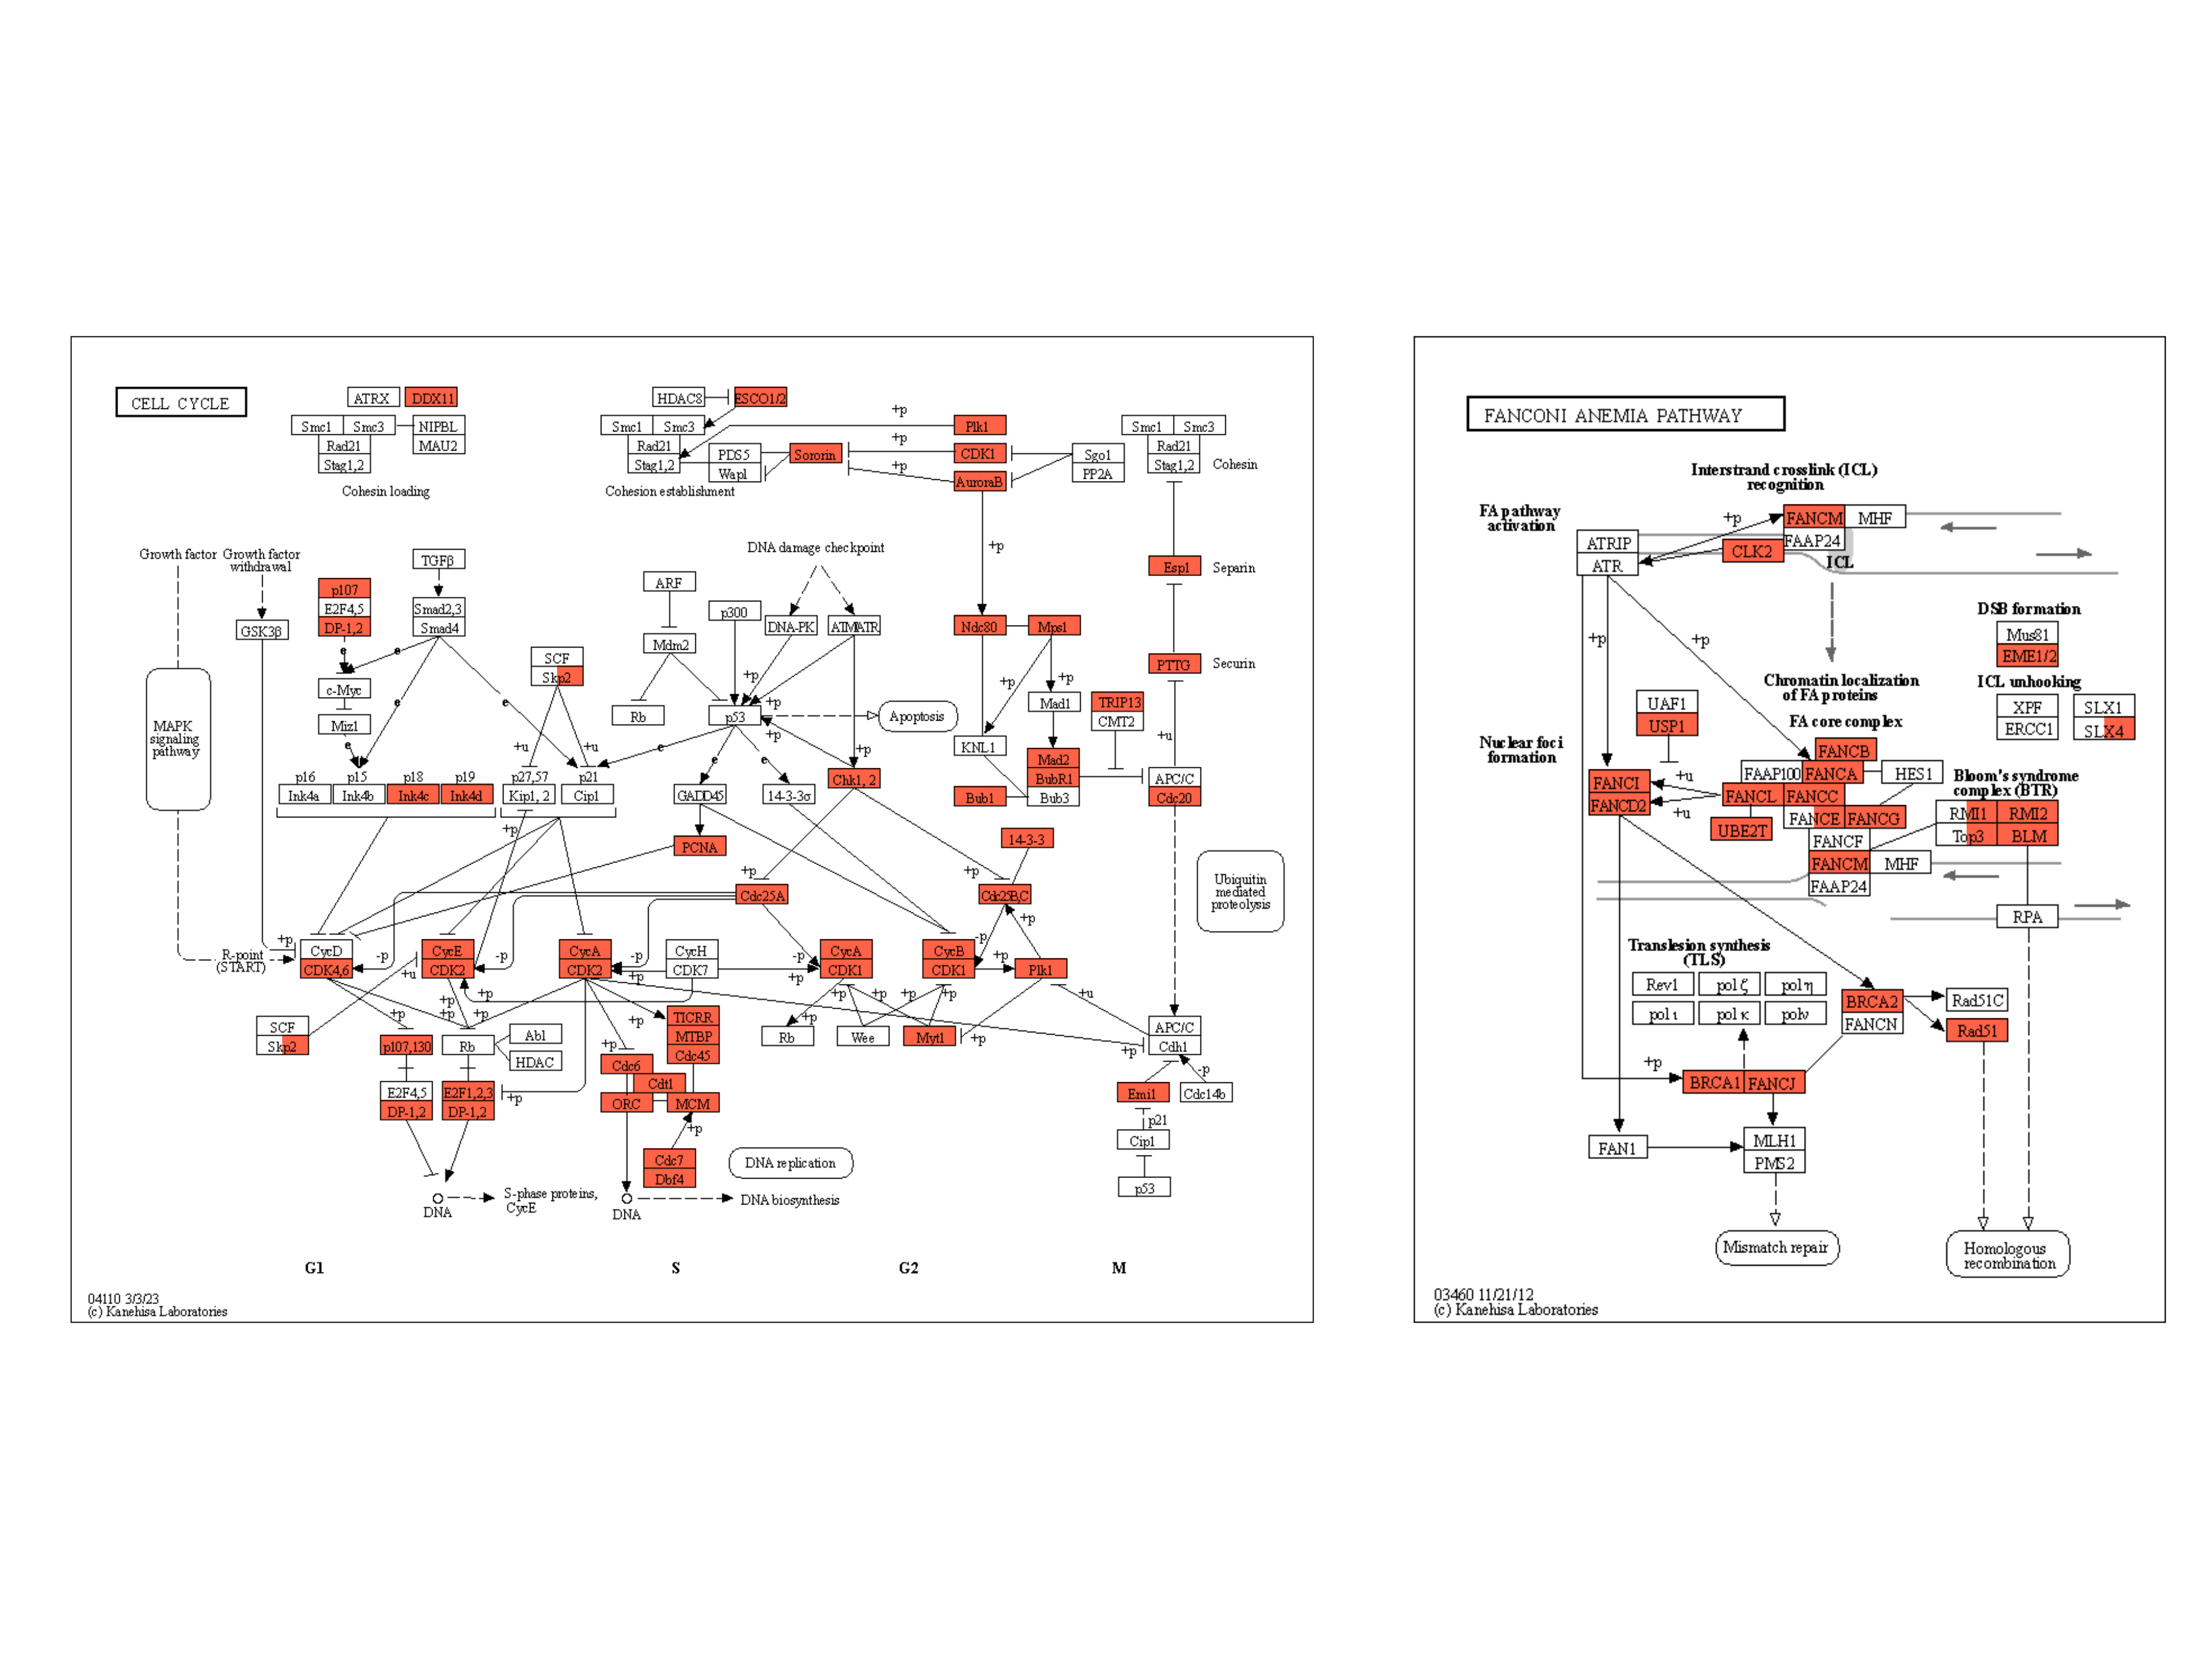 CELL CYCLE
ATRX DDX11
Smc1 Smc3 NIPBL
Rad21 MAU2
Stag1,2
Cohesin loading
HDAC8 ESCO1/2
Smc1 Smc3
Rad21
Stag1,2
PDS5
Wapl
Sororin
Cohesion establishment
+p
Plk1
+p
CDK1
+p
AuroraB
Sgo1
PP2A
Smc1 Smc3
Rad21
Stag1,2
Cohesin
Growth factor
Growth factor
withdrawal
GSK3β
MAPK
signaling
pathway
p107
E2F4,5
DP-1,2
e
e
c-Myc
Miz1
e
TGFβ
Smad2,3
Smad4
e
e
SCF
Skp2
+u
+u
ARF
Mdm2
Rb
p300
DNA damage checkpoint
DNA-PK
ATM/ATR
+p
+p
p53
+p
Apoptosis
e
e
e
+p
+p
Ndc80
Mps1
+p
+p
Mad1
KNL1
Mad2
BubR1
Bub3
Bub1
TRIP13
CMT2
Esp1
Separin
PTTG
Securin
+u
APC/C
Cdc20
p16
Ink4a
p15
Ink4b
p18
Ink4c
p19
Ink4d
p27,57
Kip1, 2
p21
Cip1
+p
GADD45
14-3-3σ
Chk1, 2
PCNA
14-3-3
+p
Cdc25A
+p
Cdc25B,C
+p
Ubiquitin
mediated
proteolysis
R-point
(START)
+p
CycD
CDK4,6
-p
+u
CycE
CDK2
-p
CycA
CDK2
-p
+p
CycH
CDK7
-p
+p
CycA
CDK1
CycB
CDK1
-p
+p
Plk1
+u
+p
+p
+p
+p
+p
SCF
Skp2
+p
p107,130
Rb
Abl
HDAC
E2F4,5
DP-1,2
E2F1,2,3
DP-1,2
+p
+p
+p
TICRR
MTBP
Cdc45
Cdc6
Cdt1
ORC
MCM
+p
Cdc7
Dbf4
+p
+p
+p
+p
Rb
Wee
Myt1
+p
+p
APC/C
Cdh1
-p
Emi1
Cdc14b
p21
Cip1
p53
DNA
S-phase proteins,
CycE
DNA
DNA replication
DNA biosynthesis
G1 S G2 M
04110 3/3/23
(c) Kanehisa Laboratories
FANCONI ANEMIA PATHWAY
Interstrand crosslink (ICL)
recognition
FA pathway
activation
ATRIP
ATR
+p
FANCM MHF
FAAP24
CLK2
ICL
+p
+p
DSB formation
Mus81
EME1/2
ICL unhooking
XPF
ERCC1
SLX1
SLX4
Chromatin localization
of FA proteins
FA core complex
UAF1
USP1
Nuclear foci
formation
FANCI
FANCD2
+u
+u
FANCB
FAAP100 FANCA
FANCL FANCC
FANCE FANCG
UBE2T
FANCF
FANCM MHF
FAAP24
HES1
Bloom's syndrome
complex (BTR)
RMI1 RMI2
Top3 BLM
RPA
Translesion synthesis
(TLS)
Rev1 pol ζ pol η
pol ι pol κ polν
BRCA2
FANCN
Rad51C
Rad51
+p
BRCA1 FANCJ
FAN1
MLH1
PMS2
Mismatch repair
Homologous
recombination
03460 11/21/12
(c) Kanehisa Laboratories